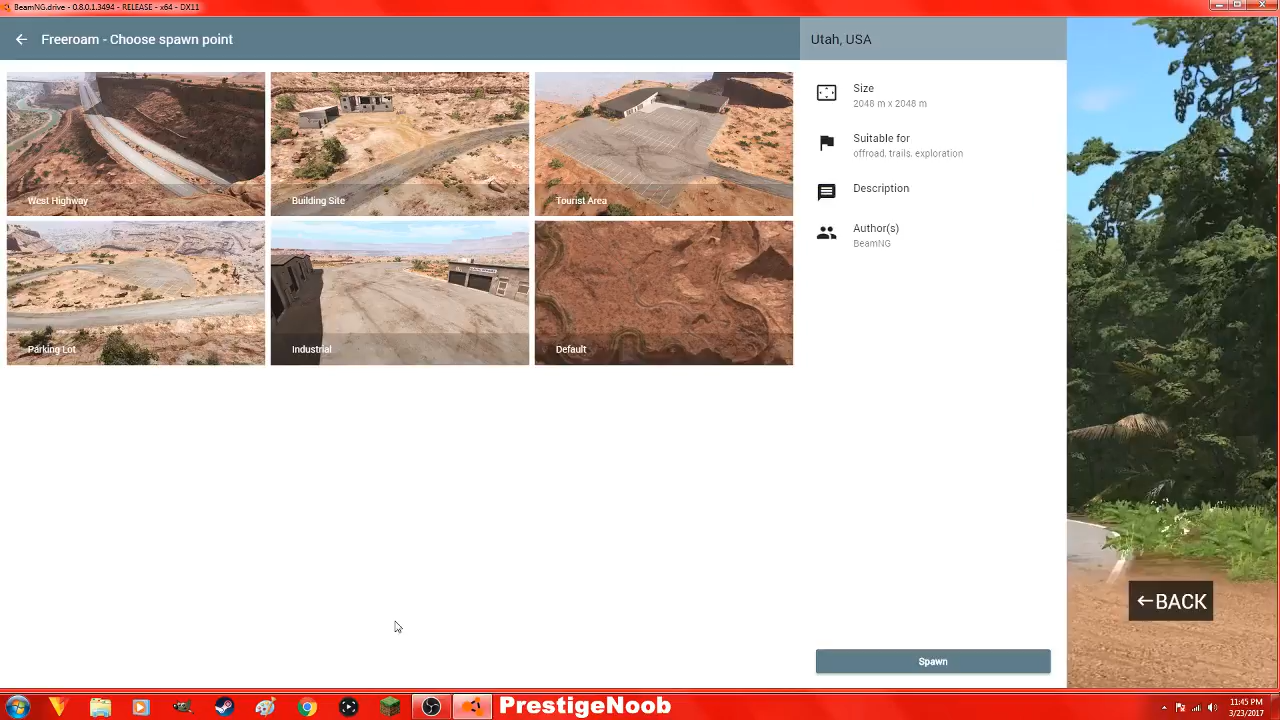 BeamNG.drive - 0.8.0.1.3494 - RELEASE - x64 - DX11
Freeroam - Choose spawn point
Utah, USA
West Highway
Building Site
Tourist Area
Parking Lot
Industrial
Default
Size
2048 m x 2048 m
Suitable for
offroad, trails, exploration
Description
Author(s)
BeamNG
←BACK
Spawn
PrestigeNoob
11:45 PM
3/23/2017